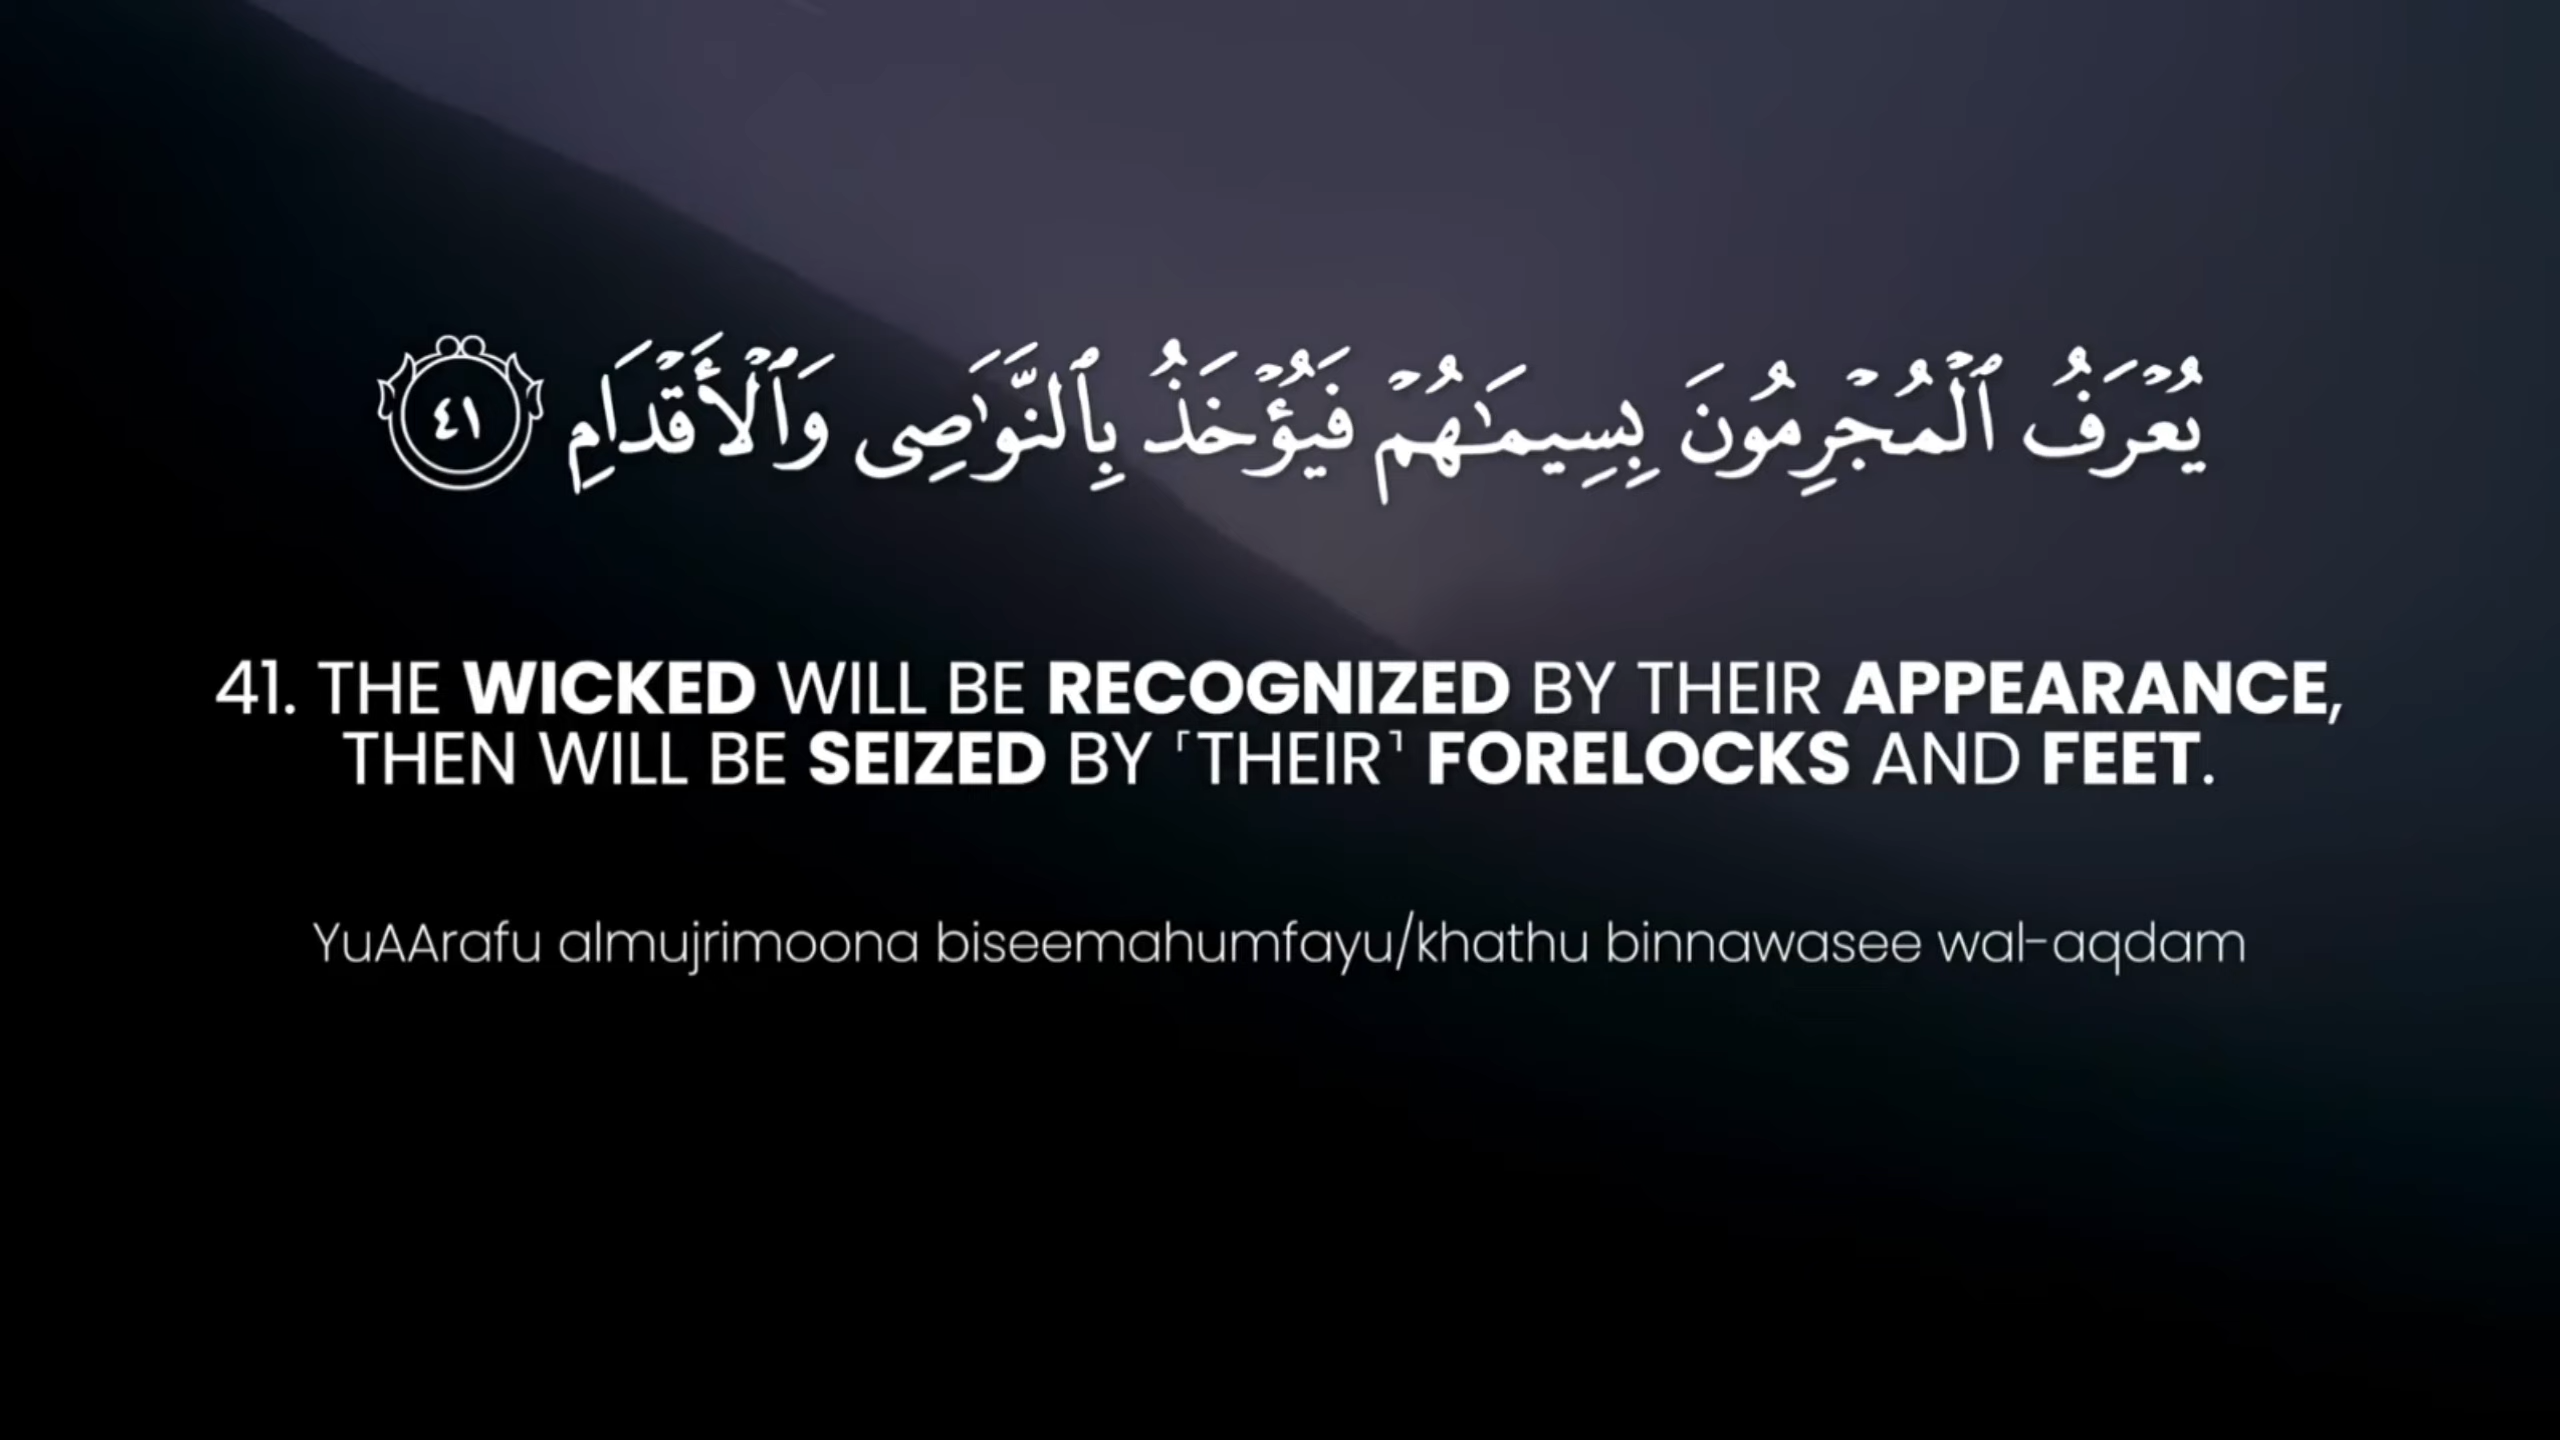 يُعۡرَفُ ٱلۡمُجۡرِمُونَ بِسِيمَٰهُمۡ فَيُؤۡخَذُ بِٱلنَّوَٰصِى وَٱلۡأَقۡدَامِ ٤١
41. THE WICKED WILL BE RECOGNIZED BY THEIR APPEARANCE,
THEN WILL BE SEIZED BY ˹THEIR˺ FORELOCKS AND FEET.
YuAArafu almujrimoona biseemahumfayu/khathu binnawasee wal-aqdam